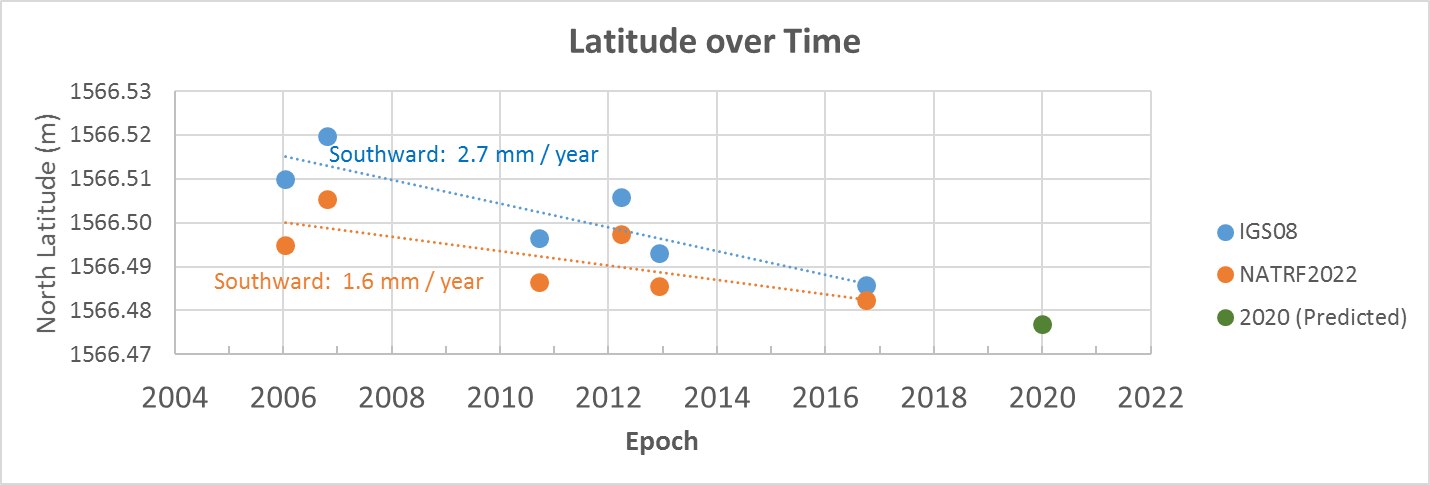 Latitude over Time
North Latitude (m)
1566.53
1566.52
1566.51
1566.50
1566.49
1566.48
1566.47
Southward:  2.7 mm / year
Southward:  1.6 mm / year
IGS08
NATRF2022
2020 (Predicted)
2004 2006 2008 2010 2012 2014 2016 2018 2020 2022
Epoch